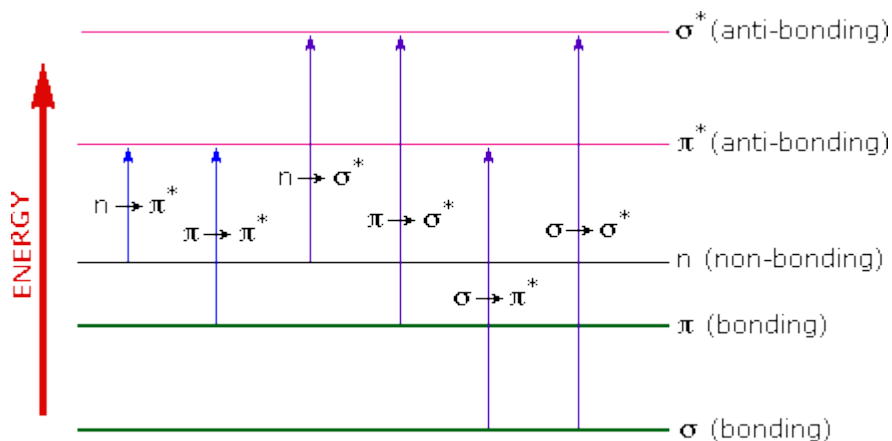 σ* (anti-bonding)
π* (anti-bonding)
n → σ*
n → π*
π → σ*
π → π*
σ → σ*
ENERGY
n (non-bonding)
σ → π*
π (bonding)
σ (bonding)